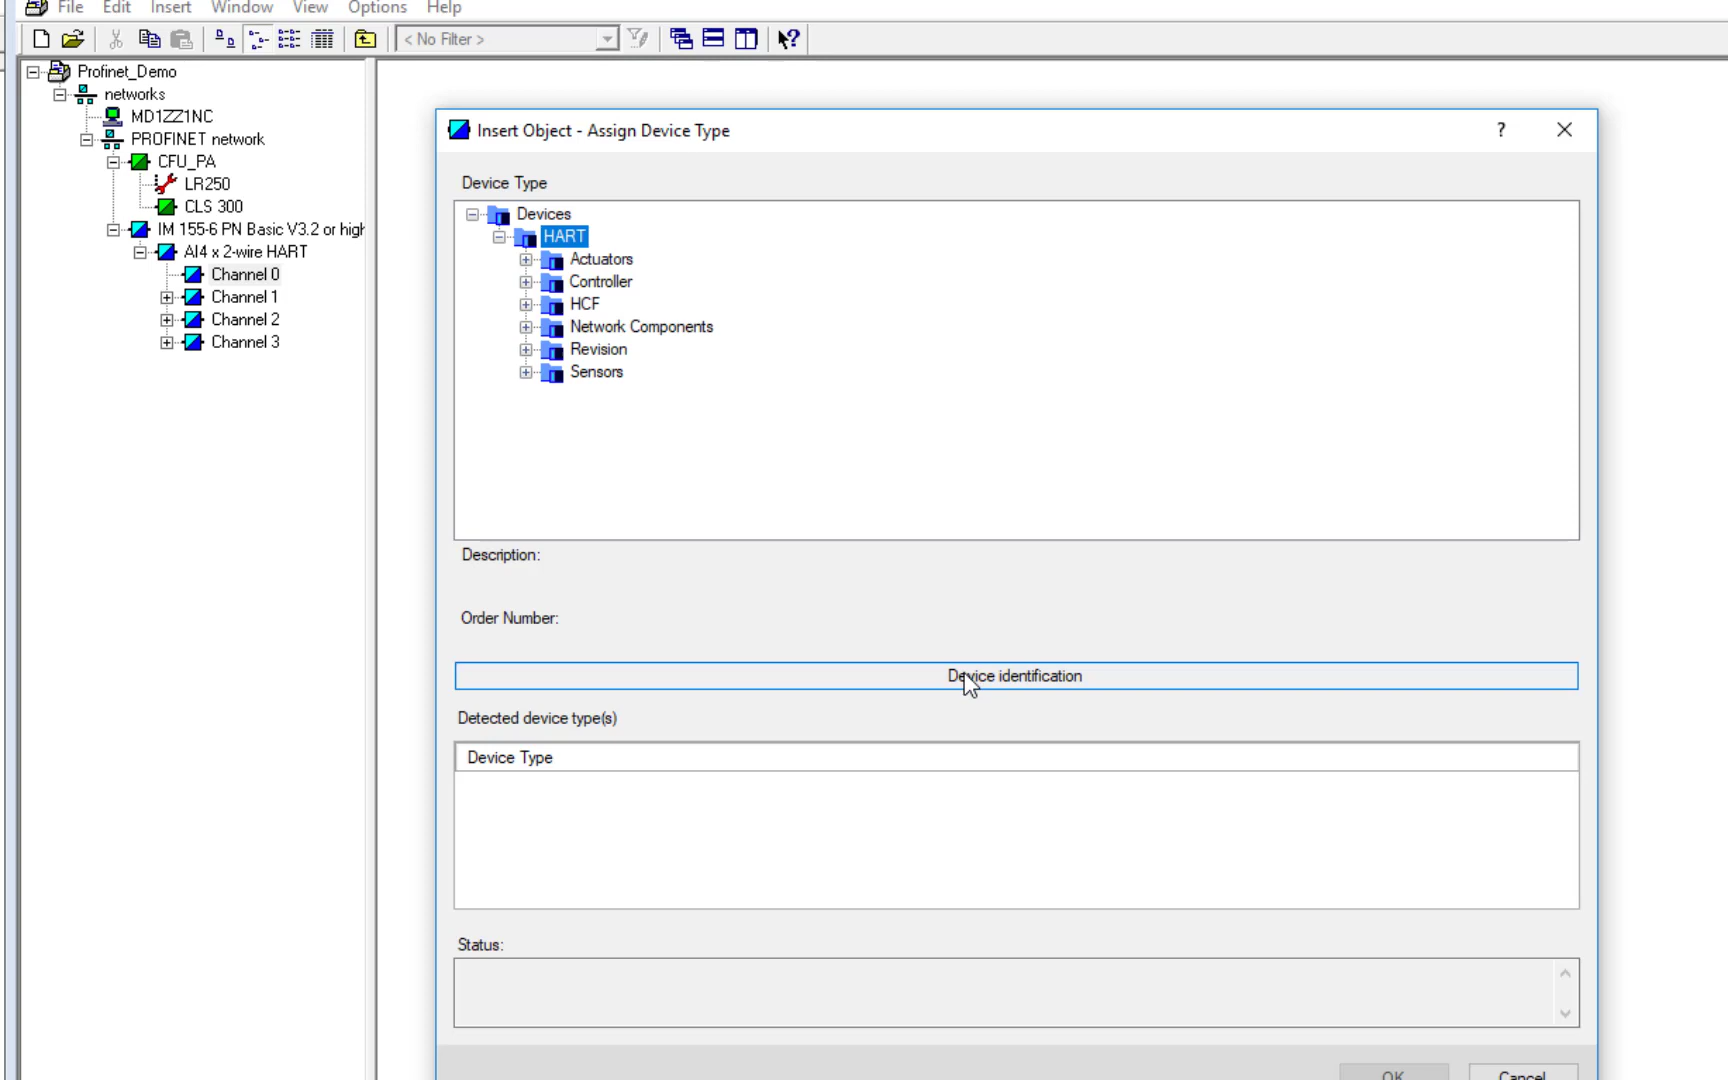 File Edit Insert Window View Options Help
< No Filter >
Profinet_Demo
networks
MD1ZZ1NC
PROFINET network
CFU_PA
LR250
CLS 300
IM 155-6 PN Basic V3.2 or high
AI4 x 2-wire HART
Channel 0
Channel 1
Channel 2
Channel 3
Insert Object - Assign Device Type
Device Type
Devices
HART
Actuators
Controller
HCF
Network Components
Revision
Sensors
Description:
Order Number:
Device identification
Detected device type(s)
Device Type
Status:
OK Cancel